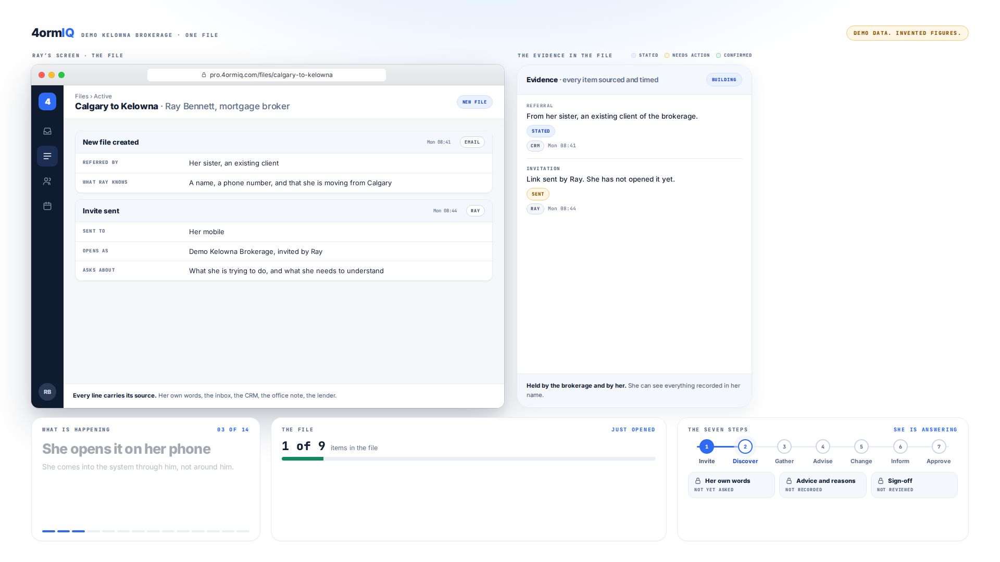 4ormIQ DEMO KELOWNA BROKERAGE · ONE FILE
DEMO DATA. INVENTED FIGURES.
RAY'S SCREEN · THE FILE
pro.4ormiq.com/files/calgary-to-kelowna
4
Files › Active
Calgary to Kelowna · Ray Bennett, mortgage broker
NEW FILE
New file created
Mon 08:41 EMAIL
REFERRED BY Her sister, an existing client
WHAT RAY KNOWS A name, a phone number, and that she is moving from Calgary
Invite sent
Mon 08:44 RAY
SENT TO Her mobile
OPENS AS Demo Kelowna Brokerage, invited by Ray
ASKS ABOUT What she is trying to do, and what she needs to understand
RB
Every line carries its source. Her own words, the inbox, the CRM, the office note, the lender.
THE EVIDENCE IN THE FILE
STATED NEEDS ACTION CONFIRMED
Evidence · every item sourced and timed
BUILDING
REFERRAL
From her sister, an existing client of the brokerage.
STATED
CRM Mon 08:41
INVITATION
Link sent by Ray. She has not opened it yet.
SENT
RAY Mon 08:44
Held by the brokerage and by her. She can see everything recorded in her
name.
WHAT IS HAPPENING
03 OF 14
She opens it on her phone
She comes into the system through him, not around him.
THE FILE
JUST OPENED
1 of 9 items in the file
THE SEVEN STEPS
SHE IS ANSWERING
1 2 3 4 5 6 7
Invite Discover Gather Advise Change Inform Approve
Her own words
NOT YET ASKED
Advice and reasons
NOT RECORDED
Sign-off
NOT REVIEWED